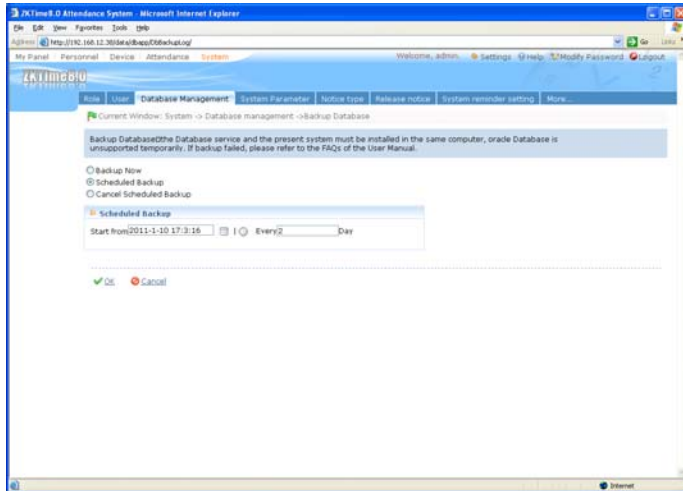 ZKTime8.0 Attendance System - Microsoft Internet Explorer
File Edit View Favorites Tools Help
Address http://192.168.12.38/data/dbapp/DbBackupLog/ Go Links
My Panel Personnel Device Attendance System Welcome, admin. Settings Help Modify Password Logout
ZKTime8.0
Role User Database Management System Parameter Notice type Release notice System reminder setting More...
Current Window: System -> Database management ->Backup Database
Backup Database▯the Database service and the present system must be installed in the same computer, oracle Database is
unsupported temporarily. If backup failed, please refer to the FAQs of the User Manual.
Backup Now
Scheduled Backup
Cancel Scheduled Backup
Scheduled Backup
Start from 2011-1-10 17:3:16 | Every 2 Day
OK Cancel
Internet